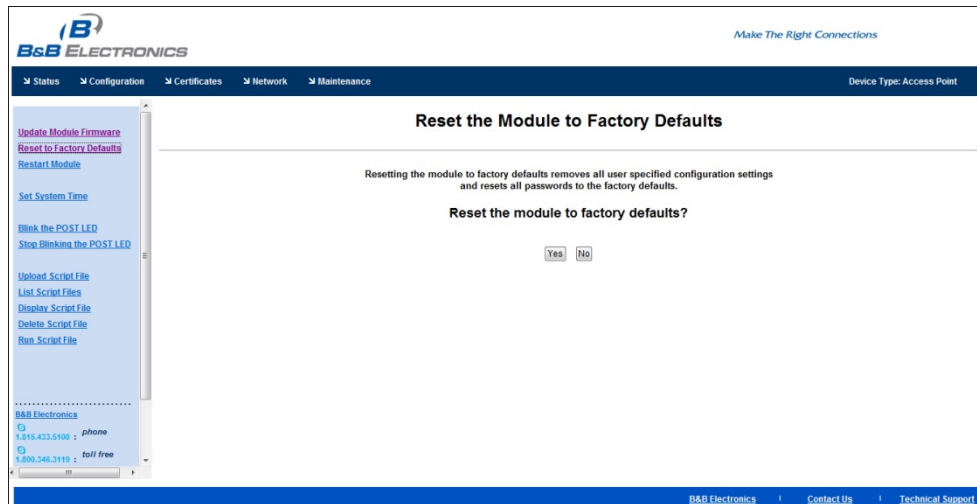 B&B ELECTRONICS
Make The Right Connections
Status Configuration Certificates Network Maintenance Device Type: Access Point
Update Module Firmware
Reset to Factory Defaults
Restart Module
Set System Time
Blink the POST LED
Stop Blinking the POST LED
Upload Script File
List Script Files
Display Script File
Delete Script File
Run Script File
B&B Electronics
1.815.433.5100 : phone
1.800.346.3119 : toll free
Reset the Module to Factory Defaults
Resetting the module to factory defaults removes all user specified configuration settings
and resets all passwords to the factory defaults.
Reset the module to factory defaults?
Yes No
B&B Electronics | Contact Us | Technical Support